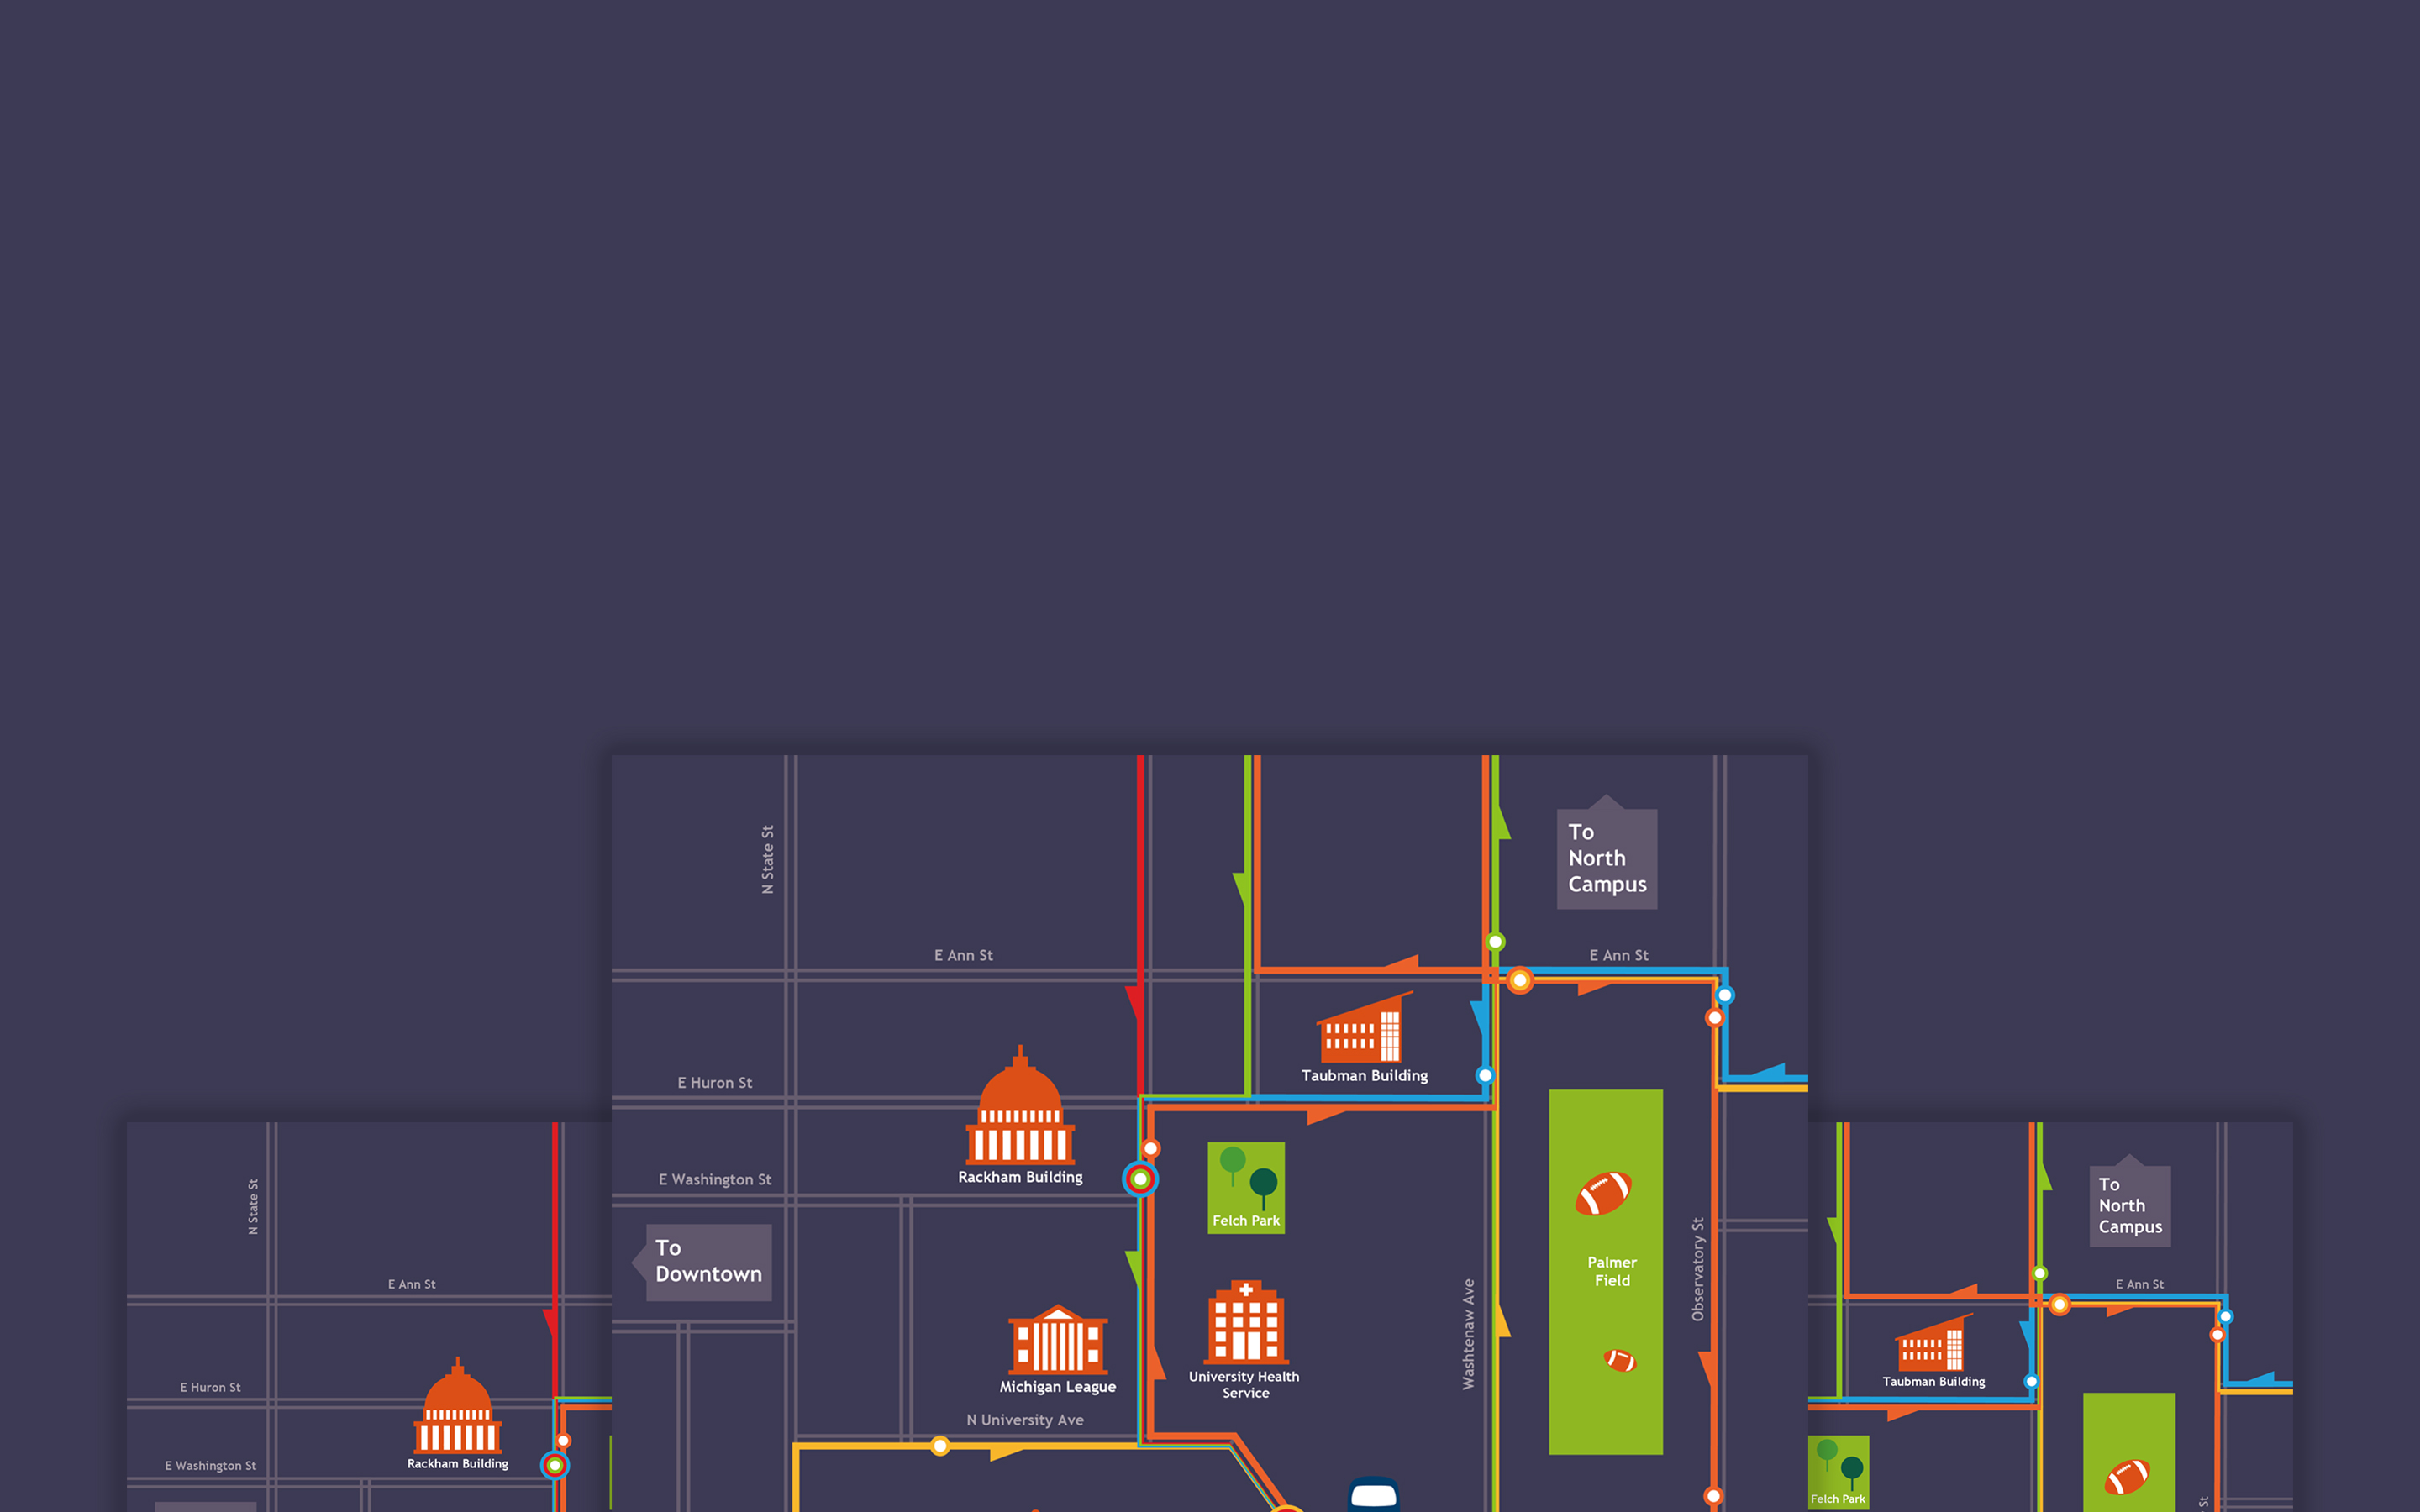 N State St
To
North
Campus
E Ann St
E Ann St
Taubman Building
E Huron St
Rackham Building
E Washington St
Felch Park
To
Downtown
Palmer
Field
Observatory St
Washtenaw Ave
Michigan League
University Health
Service
N University Ave
N State St
E Ann St
E Huron St
Rackham Building
E Washington St
To
North
Campus
E Ann St
Taubman Building
Felch Park
St